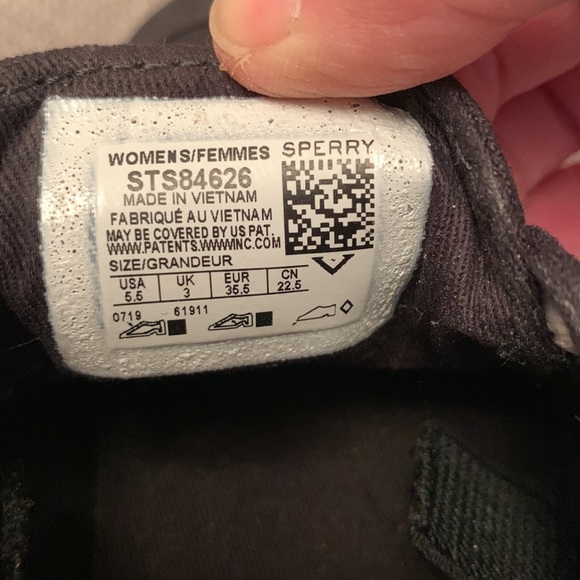 WOMENS/FEMMES SPERRY
STS84626
MADE IN VIETNAM
FABRIQUÉ AU VIETNAM
MAY BE COVERED BY US PAT.
WWW.PATENTS.WWWINC.COM
SIZE/GRANDEUR
USA UK EUR CN
5.5 3 35.5 22.5
0719 61911